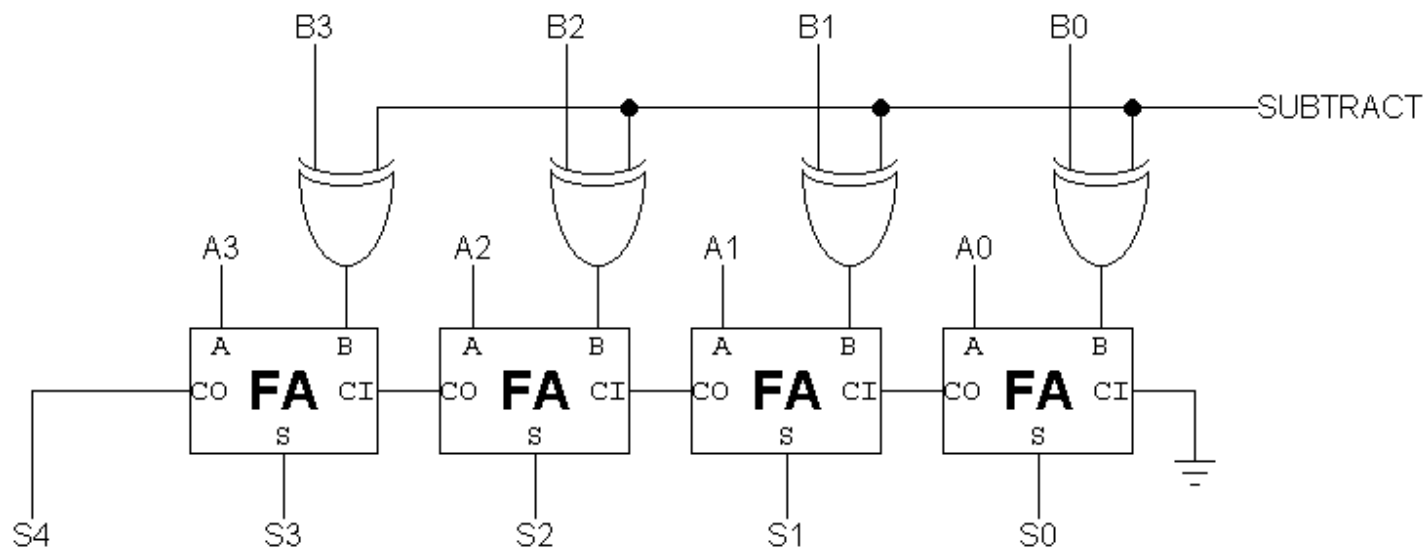 B3 B2 B1 B0
SUBTRACT
A3 A2 A1 A0
A B A B A B A B
CO FA CI CO FA CI CO FA CI CO FA CI
S S S S
S4 S3 S2 S1 S0